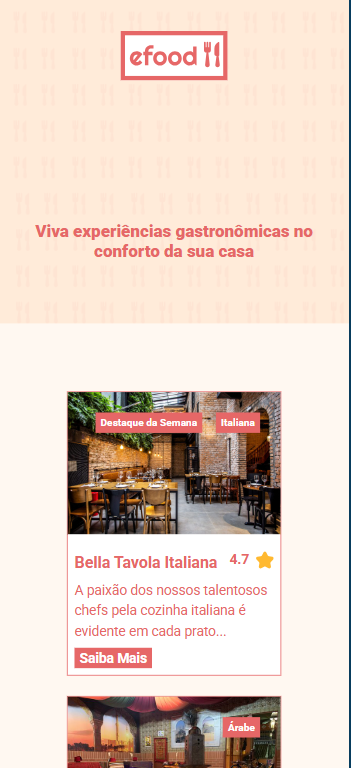 efood
Viva experiências gastronômicas no
conforto da sua casa
Destaque da Semana
Italiana
Bella Tavola Italiana
4.7
A paixão dos nossos talentosos
chefs pela cozinha italiana é
evidente em cada prato...
Saiba Mais
Árabe